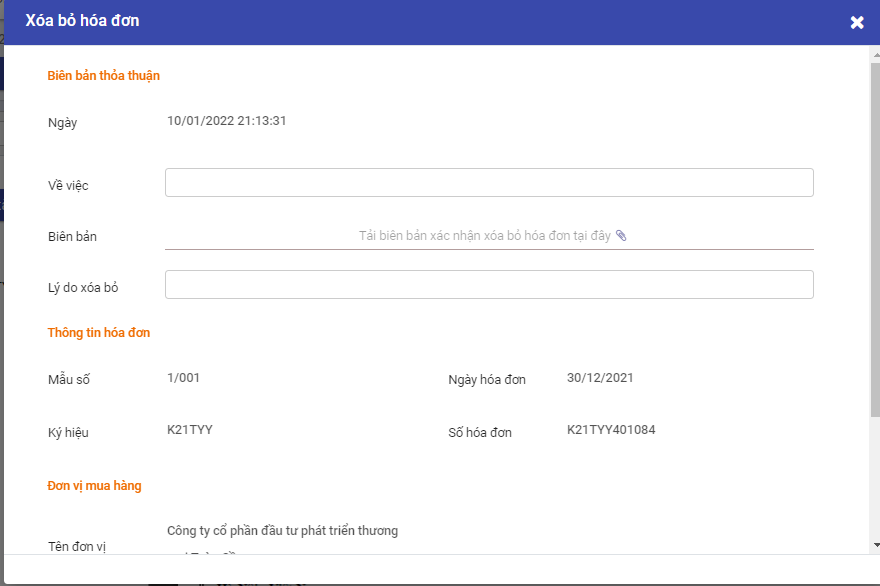 Xóa bỏ hóa đơn
Biên bản thỏa thuận
Ngày 10/01/2022 21:13:31
Về việc
Biên bản Tải biên bản xác nhận xóa bỏ hóa đơn tại đây
Lý do xóa bỏ
Thông tin hóa đơn
Mẫu số 1/001 Ngày hóa đơn 30/12/2021
Ký hiệu K21TYY Số hóa đơn K21TYY401084
Đơn vị mua hàng
Công ty cổ phần đầu tư phát triển thương
Tên đơn vị